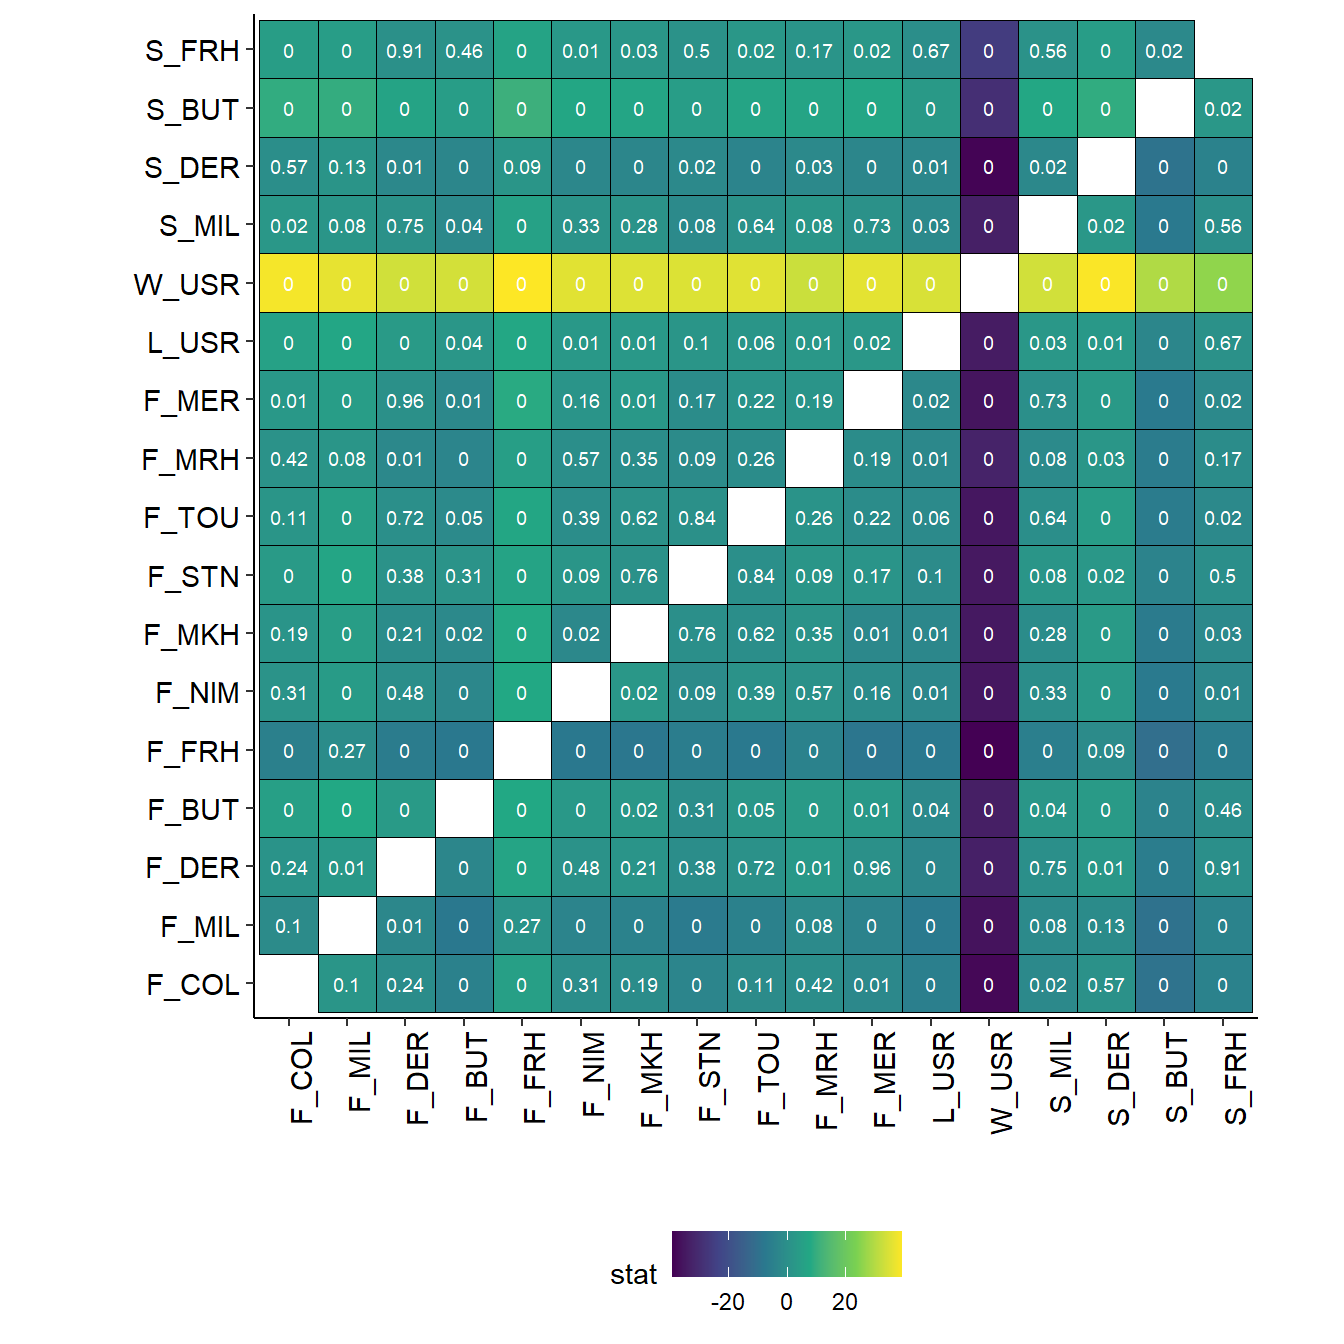 S_FRH 0 0 0.91 0.46 0 0.01 0.03 0.5 0.02 0.17 0.02 0.67 0 0.56 0 0.02
S_BUT 0 0 0 0 0 0 0 0 0 0 0 0 0 0 0 0.02
S_DER 0.57 0.13 0.01 0 0.09 0 0 0.02 0 0.03 0 0.01 0 0.02 0 0
S_MIL 0.02 0.08 0.75 0.04 0 0.33 0.28 0.08 0.64 0.08 0.73 0.03 0 0.02 0 0.56
W_USR 0 0 0 0 0 0 0 0 0 0 0 0 0 0 0 0
L_USR 0 0 0 0.04 0 0.01 0.01 0.1 0.06 0.01 0.02 0 0.03 0.01 0 0.67
F_MER 0.01 0 0.96 0.01 0 0.16 0.01 0.17 0.22 0.19 0.02 0 0.73 0 0 0.02
F_MRH 0.42 0.08 0.01 0 0 0.57 0.35 0.09 0.26 0.19 0.01 0 0.08 0.03 0 0.17
F_TOU 0.11 0 0.72 0.05 0 0.39 0.62 0.84 0.26 0.22 0.06 0 0.64 0 0 0.02
F_STN 0 0 0.38 0.31 0 0.09 0.76 0.84 0.09 0.17 0.1 0 0.08 0.02 0 0.5
F_MKH 0.19 0 0.21 0.02 0 0.02 0.76 0.62 0.35 0.01 0.01 0 0.28 0 0 0.03
F_NIM 0.31 0 0.48 0 0 0.02 0.09 0.39 0.57 0.16 0.01 0 0.33 0 0 0.01
F_FRH 0 0.27 0 0 0 0 0 0 0 0 0 0 0 0.09 0 0
F_BUT 0 0 0 0 0 0.02 0.31 0.05 0 0.01 0.04 0 0.04 0 0 0.46
F_DER 0.24 0.01 0 0 0.48 0.21 0.38 0.72 0.01 0.96 0 0 0.75 0.01 0 0.91
F_MIL 0.1 0.01 0 0.27 0 0 0 0 0.08 0 0 0 0.08 0.13 0 0
F_COL 0.1 0.24 0 0 0.31 0.19 0 0.11 0.42 0.01 0 0 0.02 0.57 0 0
F_COL F_MIL F_DER F_BUT F_FRH F_NIM F_MKH F_STN F_TOU F_MRH F_MER L_USR W_USR S_MIL S_DER S_BUT S_FRH
stat
-20 0 20